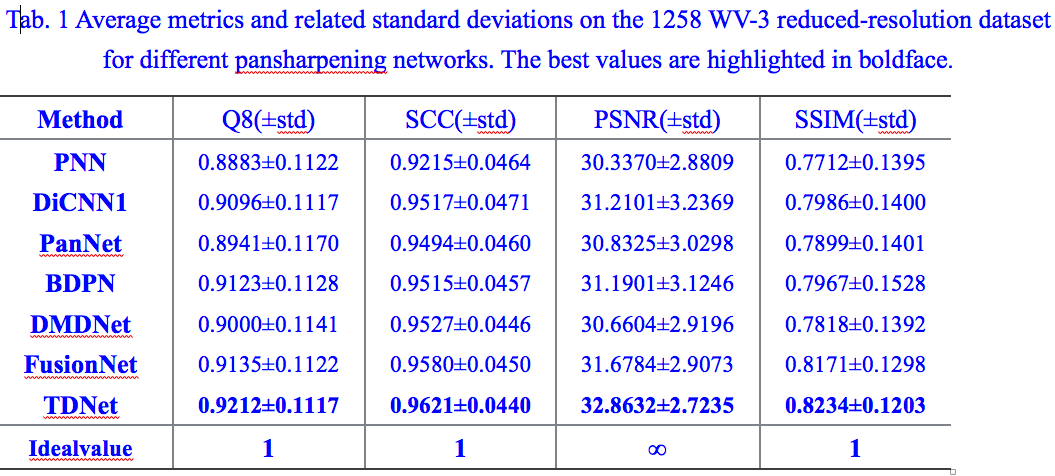 Tab. 1 Average metrics and related standard deviations on the 1258 WV-3 reduced-resolution dataset
for different pansharpening networks. The best values are highlighted in boldface.
Method Q8(±std) SCC(±std) PSNR(±std) SSIM(±std)
PNN 0.8883±0.1122 0.9215±0.0464 30.3370±2.8809 0.7712±0.1395
DiCNN1 0.9096±0.1117 0.9517±0.0471 31.2101±3.2369 0.7986±0.1400
PanNet 0.8941±0.1170 0.9494±0.0460 30.8325±3.0298 0.7899±0.1401
BDPN 0.9123±0.1128 0.9515±0.0457 31.1901±3.1246 0.7967±0.1528
DMDNet 0.9000±0.1141 0.9527±0.0446 30.6604±2.9196 0.7818±0.1392
FusionNet 0.9135±0.1122 0.9580±0.0450 31.6784±2.9073 0.8171±0.1298
TDNet 0.9212±0.1117 0.9621±0.0440 32.8632±2.7235 0.8234±0.1203
Idealvalue 1 1 ∞ 1